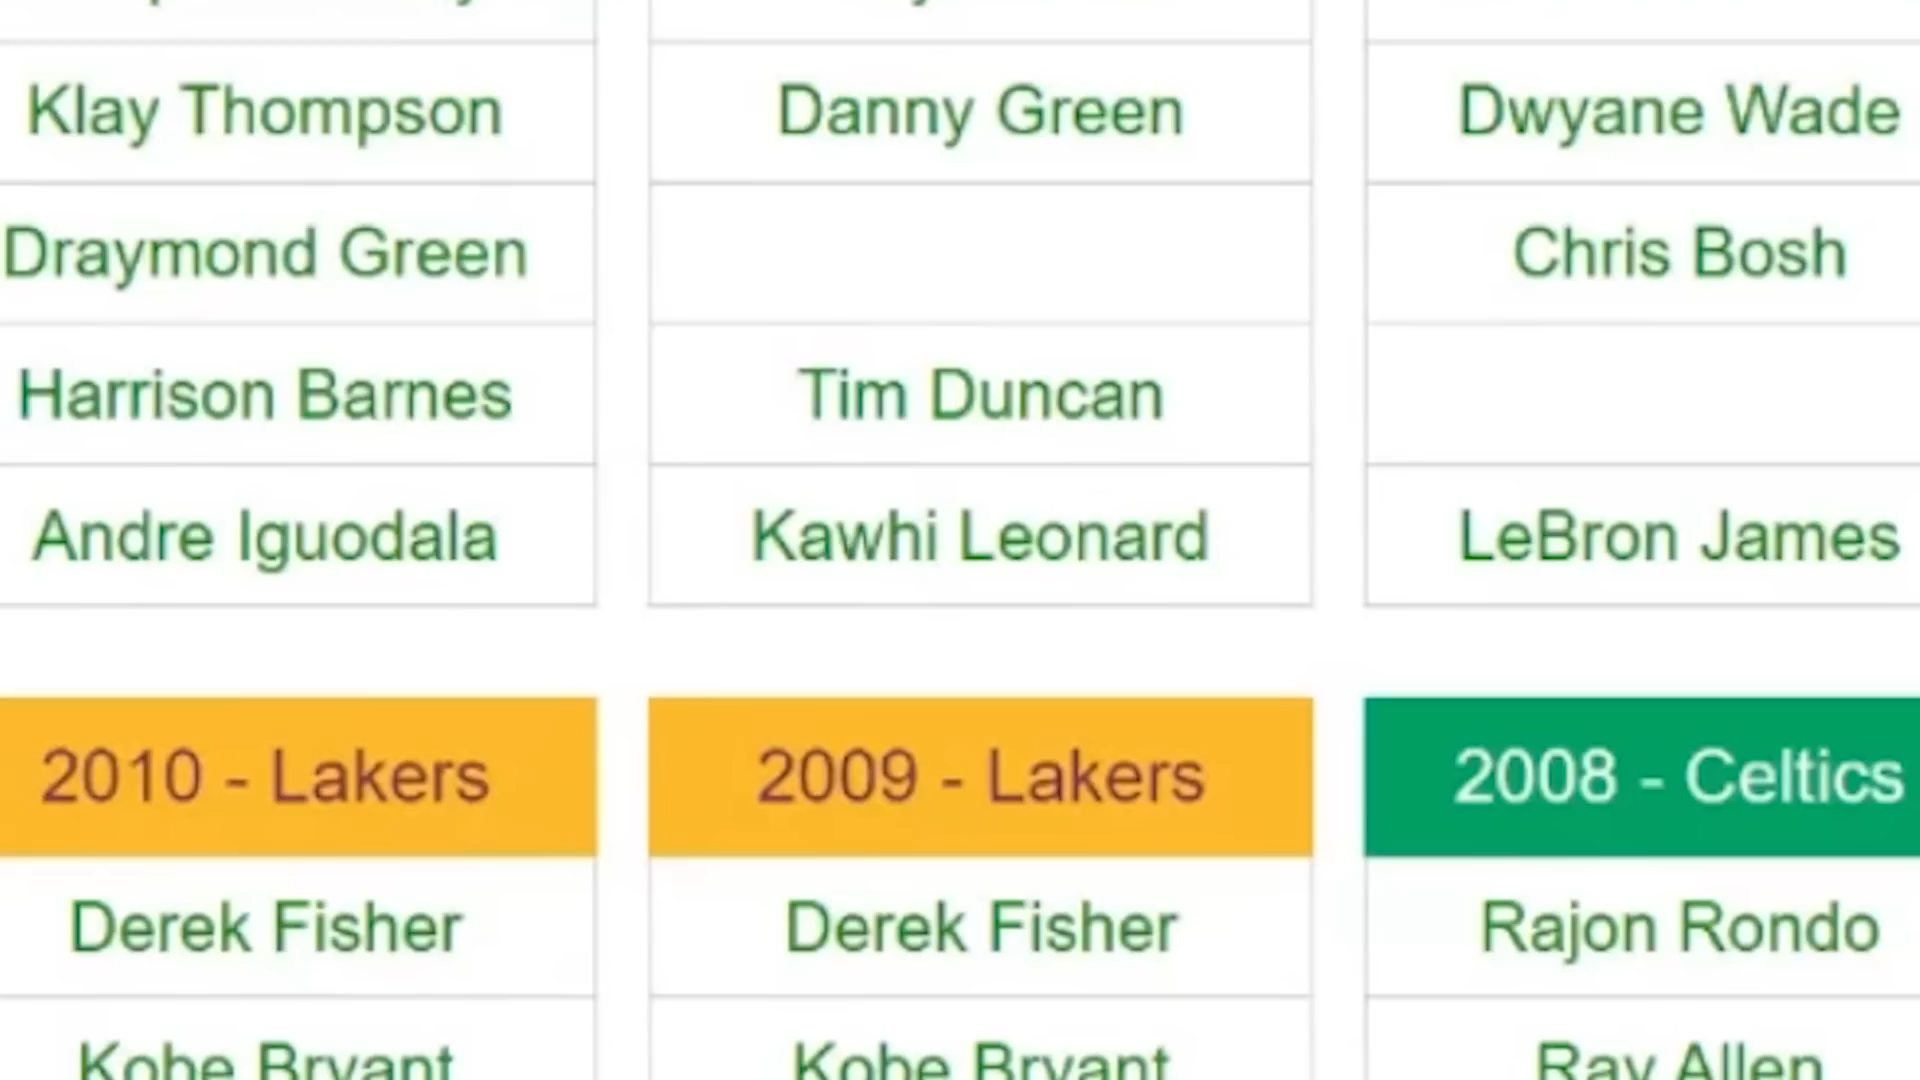 Klay Thompson Danny Green Dwyane Wade
Draymond Green Chris Bosh
Harrison Barnes Tim Duncan
Andre Iguodala Kawhi Leonard LeBron James
2010 - Lakers 2009 - Lakers 2008 - Celtics
Derek Fisher Derek Fisher Rajon Rondo
Kobe Bryant Kobe Bryant Ray Allen